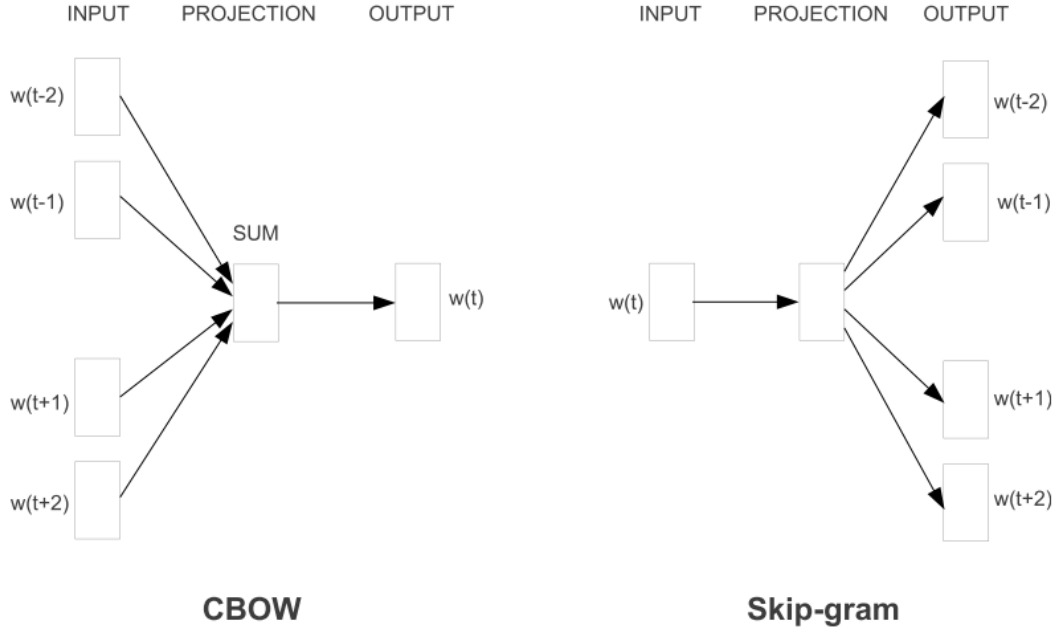 INPUT PROJECTION OUTPUT
w(t-2)
w(t-1)
SUM
w(t)
w(t+1)
w(t+2)
CBOW
INPUT PROJECTION OUTPUT
w(t-2)
w(t-1)
w(t)
w(t+1)
w(t+2)
Skip-gram